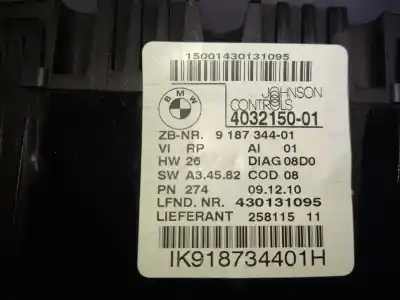 15001430131095
BMW
JOHNSON
CONTROLS
4032150-01
ZB-NR. 9 187 344-01
VI RP AI 01
HW 26 DIAG 08D0
SW A3.45.82 COD 08
PN 274 09.12.10
LFND. NR. 430131095
LIEFERANT 258115 11
IK918734401H